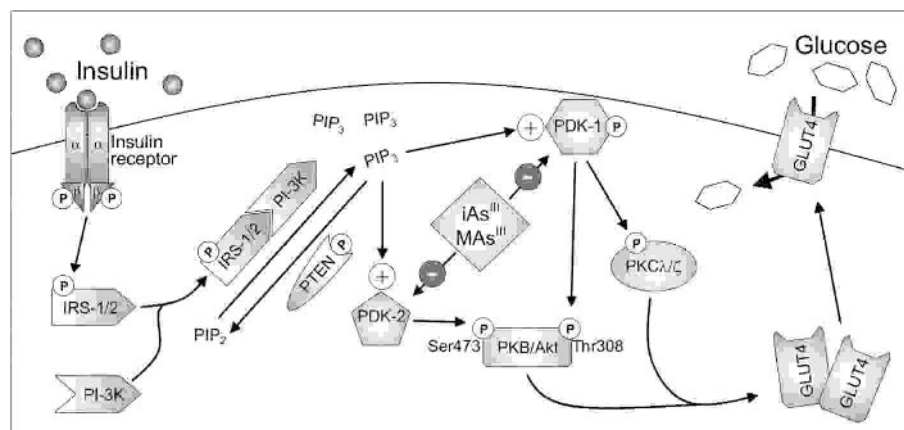 Insulin
Glucose
α α
Insulin
receptor
β β
P P
PIP3 PIP3
PIP3
+
PDK-1
P
GLUT4
PI-3K
IRS-1/2
P
iAsIII
MAsIII
P
IRS-1/2
PTEN
P
+
P
PKCλ/ζ
PIP2
PDK-2
P
P
Ser473
PKB/Akt
Thr308
PI-3K
GLUT4
GLUT4